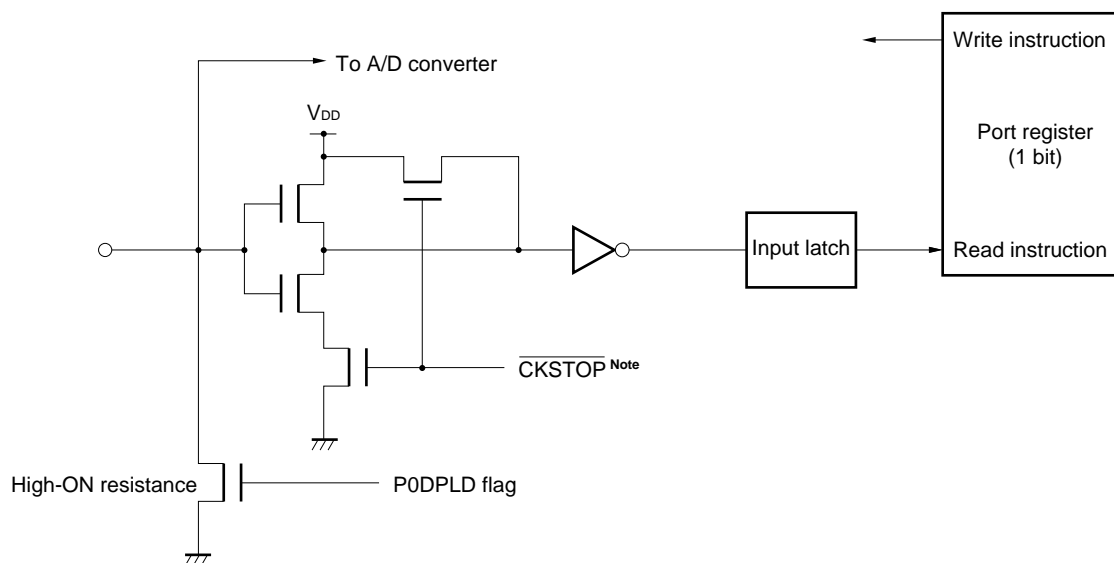 Write instruction
To A/D converter
VDD
Port register
(1 bit)
Input latch
Read instruction
CKSTOP Note
High-ON resistance
P0DPLD flag